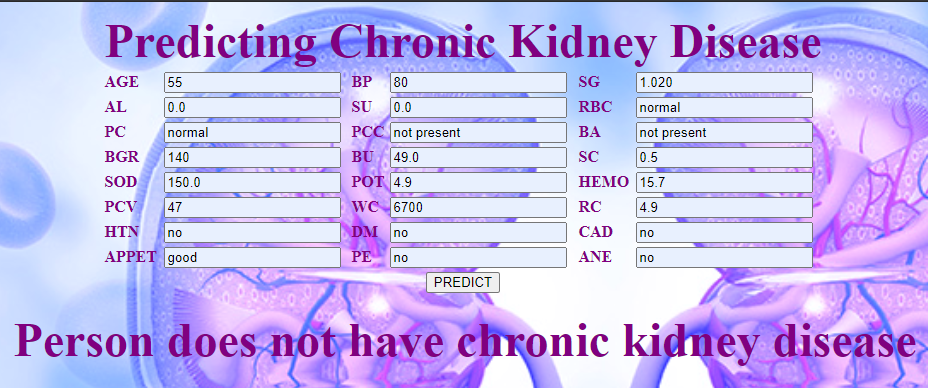 Predicting Chronic Kidney Disease
AGE 55 BP 80 SG 1.020
AL 0.0 SU 0.0 RBC normal
PC normal PCC not present BA not present
BGR 140 BU 49.0 SC 0.5
SOD 150.0 POT 4.9 HEMO 15.7
PCV 47 WC 6700 RC 4.9
HTN no DM no CAD no
APPET good PE no ANE no
PREDICT
Person does not have chronic kidney disease